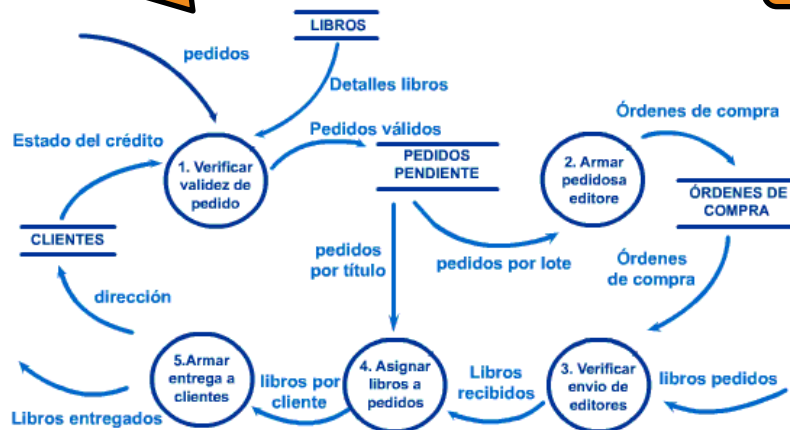 LIBROS
pedidos
Detalles libros
Estado del crédito
Pedidos válidos
Órdenes de compra
1. Verificar
validez de
pedido
PEDIDOS
PENDIENTE
2. Armar
pedidosa
editore
ÓRDENES DE
COMPRA
CLIENTES
pedidos
por título
pedidos por lote
Órdenes
de compra
dirección
5.Armar
entrega a
clientes
libros por
cliente
4. Asignar
libros a
pedidos
Libros
recibidos
3. Verificar
envio de
editores
libros pedidos
Libros entregados